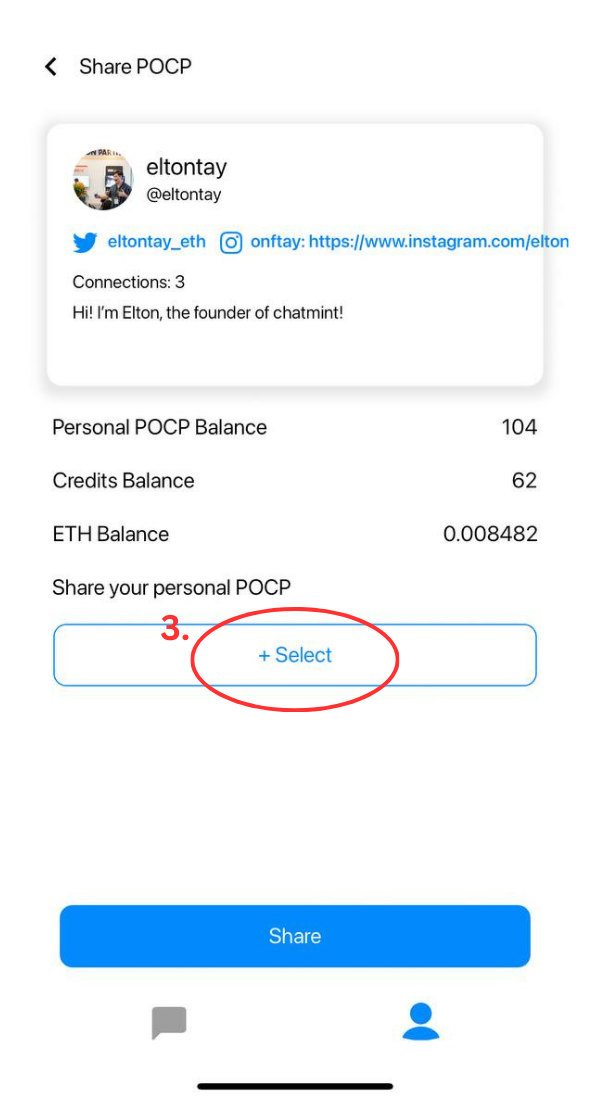 Share POCP
eltontay
@eltontay
eltontay_eth onftay: https://www.instagram.com/elton
Connections: 3
Hi! I'm Elton, the founder of chatmint!
Personal POCP Balance 104
Credits Balance 62
ETH Balance 0.008482
Share your personal POCP
3.
+ Select
Share